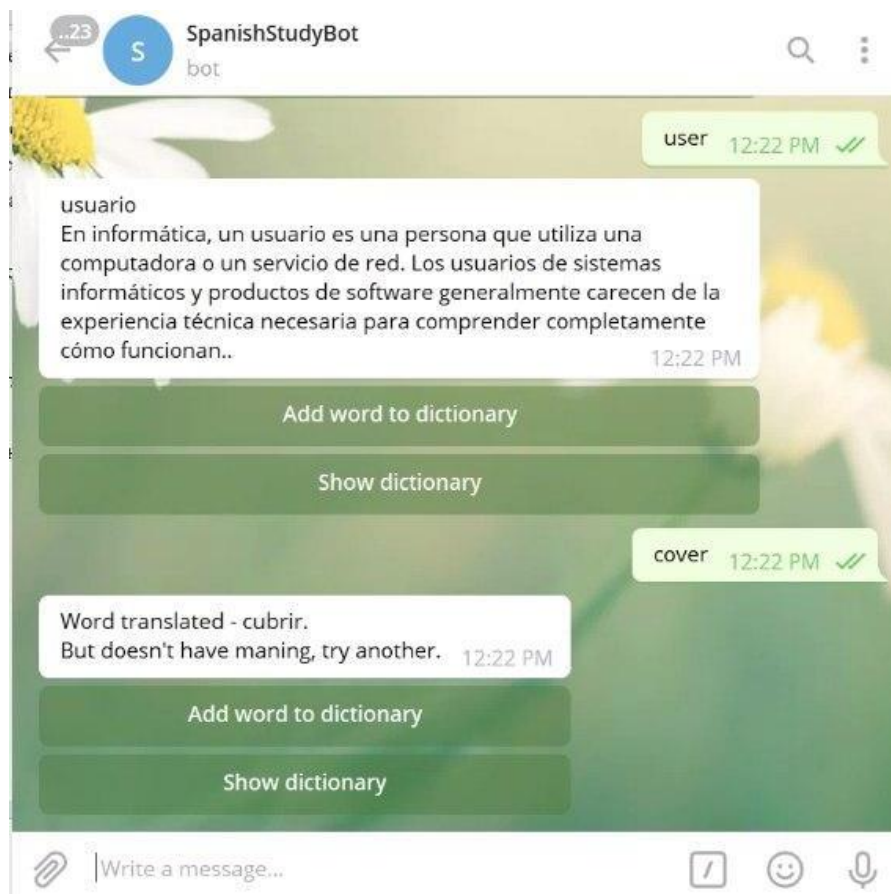 ..23
S
SpanishStudyBot
bot
user 12:22 PM
usuario
En informática, un usuario es una persona que utiliza una
computadora o un servicio de red. Los usuarios de sistemas
informáticos y productos de software generalmente carecen de la
experiencia técnica necesaria para comprender completamente
cómo funcionan.. 12:22 PM
Add word to dictionary
Show dictionary
cover 12:22 PM
Word translated - cubrir.
But doesn't have maning, try another. 12:22 PM
Add word to dictionary
Show dictionary
Write a message...